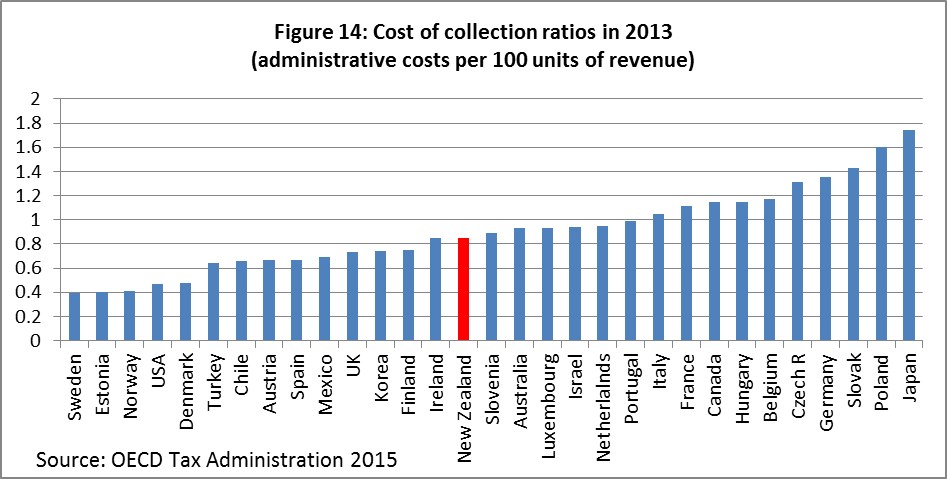 Figure 14: Cost of collection ratios in 2013
(administrative costs per 100 units of revenue)
2
1.8
1.6
1.4
1.2
1
0.8
0.6
0.4
0.2
0
Sweden
Estonia
Norway
USA
Denmark
Turkey
Chile
Austria
Spain
Mexico
UK
Korea
Finland
Ireland
New Zealand
Slovenia
Australia
Luxembourg
Israel
Netherlnds
Portugal
Italy
France
Canada
Hungary
Belgium
Czech R
Germany
Slovak
Poland
Japan
Source: OECD Tax Administration 2015